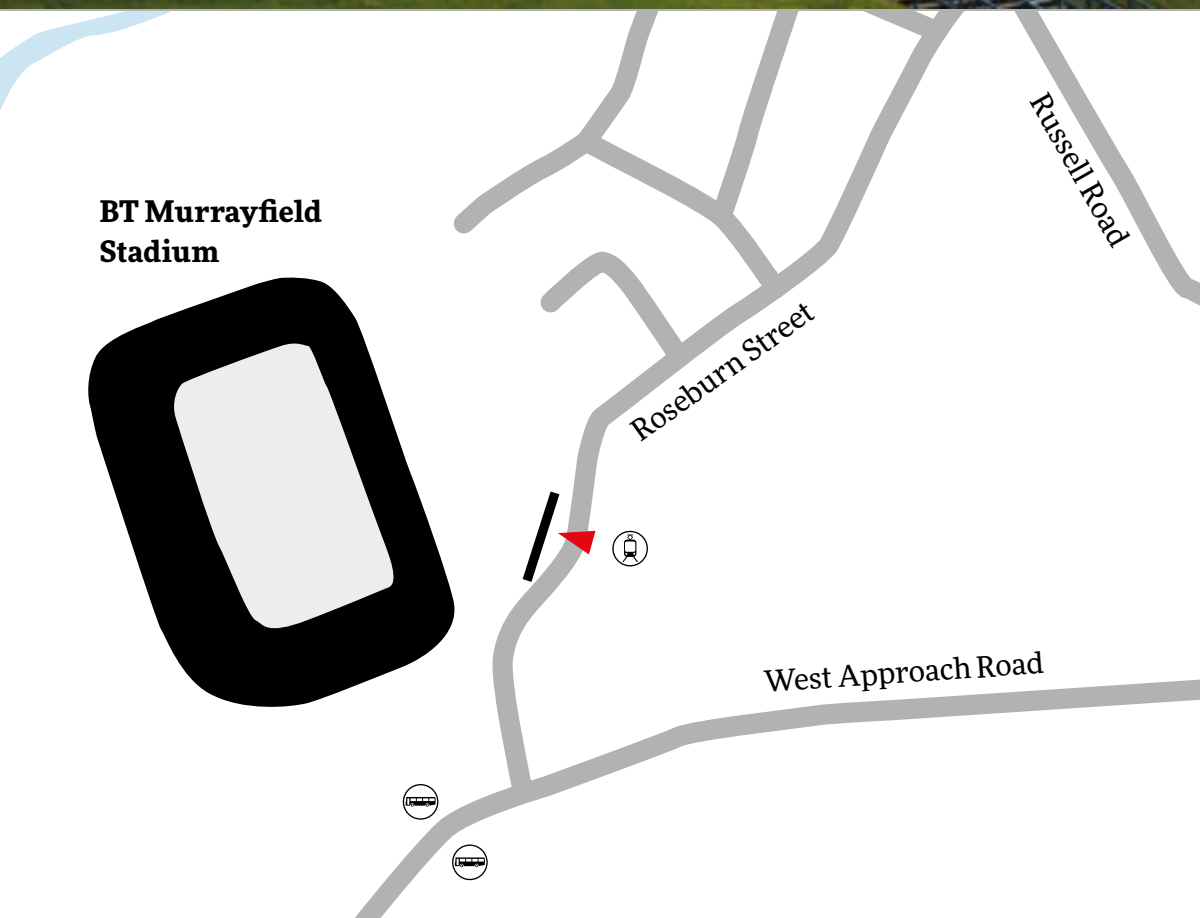 Russell Road
BT Murrayfield
Stadium
Roseburn Street
West Approach Road